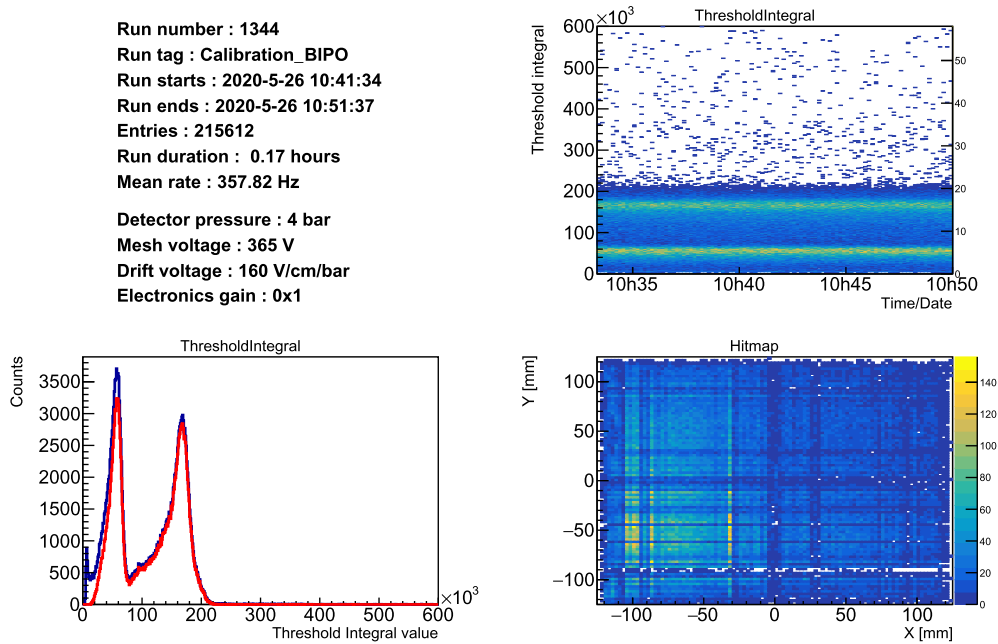 Run number : 1344
Run tag : Calibration_BIPO
Run starts : 2020-5-26 10:41:34
Run ends : 2020-5-26 10:51:37
Entries : 215612
Run duration :  0.17 hours
Mean rate : 357.82 Hz
Detector pressure : 4 bar
Mesh voltage : 365 V
Drift voltage : 160 V/cm/bar
Electronics gain : 0x1
ThresholdIntegral
×10³
Threshold integral
600
500
400
300
200
100
0
50
40
30
20
10
0
10h35 10h40 10h45 10h50
Time/Date
ThresholdIntegral
Counts
3500
3000
2500
2000
1500
1000
500
0
0 100 200 300 400 500 600
×10³
Threshold Integral value
Hitmap
Y [mm]
100
50
0
−50
−100
140
120
100
80
60
40
20
0
−100 −50 0 50 100
X [mm]